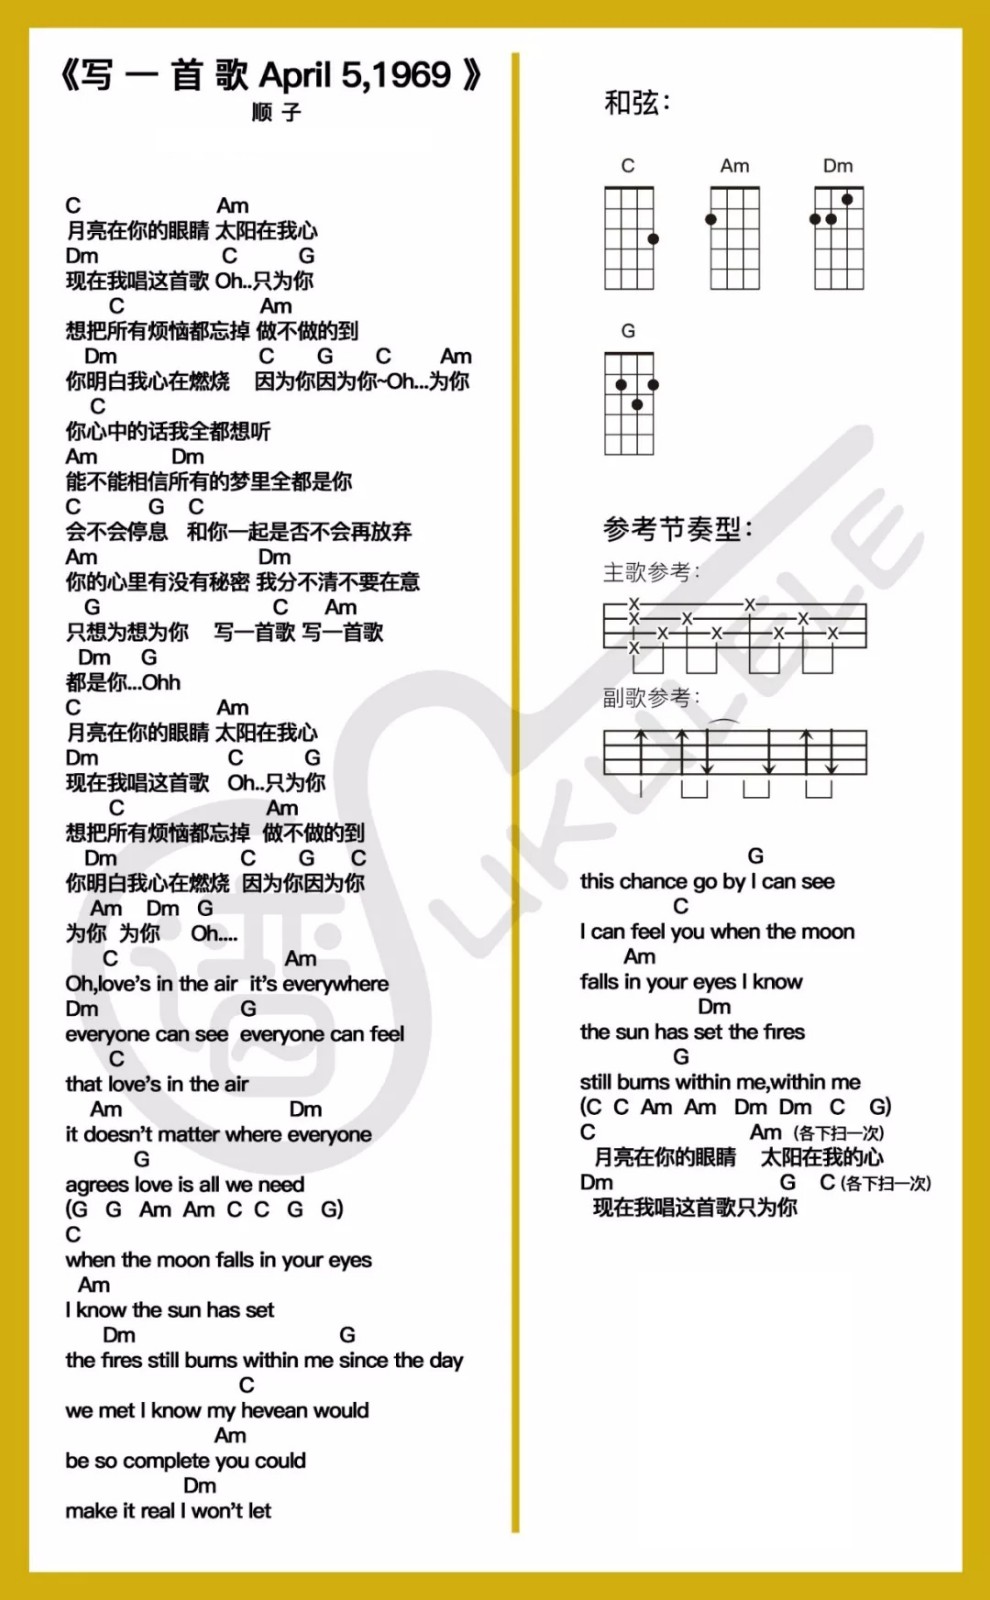 《写一首歌 April 5,1969 》
顺 子
C Am
月亮在你的眼睛 太阳在我心
Dm C G
现在我唱这首歌 Oh..只为你
C Am
想把所有烦恼都忘掉 做不做的到
Dm C G C Am
你明白我心在燃烧 因为你因为你~Oh...为你
C
你心中的话我全都想听
Am Dm
能不能相信所有的梦里全都是你
C G C
会不会停息 和你一起是否不会再放弃
Am Dm
你的心里有没有秘密 我分不清不要在意
G C Am
只想为想为你 写一首歌 写一首歌
Dm G
都是你...Ohh
C Am
月亮在你的眼睛 太阳在我心
Dm C G
现在我唱这首歌 Oh..只为你
C Am
想把所有烦恼都忘掉 做不做的到
Dm C G C
你明白我心在燃烧 因为你因为你
Am Dm G
为你 为你 Oh....
C Am
Oh,love's in the air it's everywhere
Dm G
everyone can see everyone can feel
C
that love's in the air
Am Dm
it doesn't matter where everyone
G
agrees love is all we need
(G G Am Am C C G G)
C
when the moon falls in your eyes
Am
I know the sun has set
Dm G
the fires still burns within me since the day
C
we met I know my hevean would
Am
be so complete you could
Dm
make it real I won't let
和弦：
C Am Dm
G
参考节奏型：
主歌参考：
X X
X X X
X X X X
X
副歌参考：
G
this chance go by I can see
C
I can feel you when the moon
Am
falls in your eyes I know
Dm
the sun has set the fires
G
still burns within me,within me
(C C Am Am Dm Dm C G)
C Am (各下扫一次)
月亮在你的眼睛 太阳在我的心
Dm G C (各下扫一次)
现在我唱这首歌只为你
UKULELE